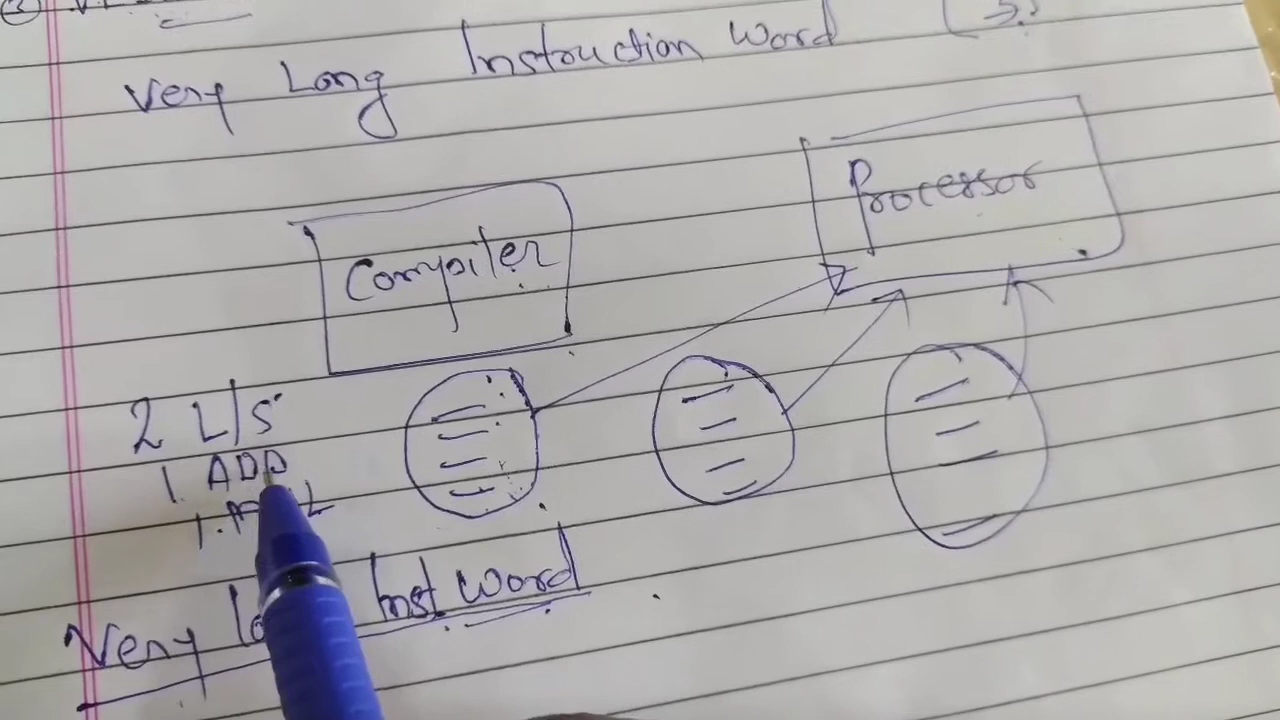 Very Long Instruction Word
Processor
Compiler
2 L/S
1. ADD
Very Inst Word